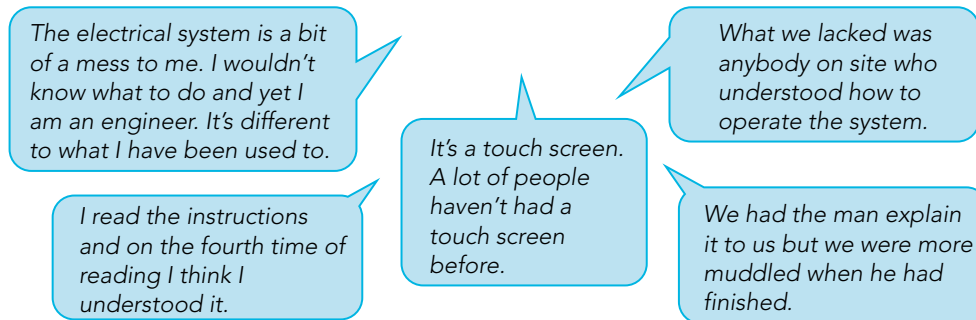 The electrical system is a bit
of a mess to me. I wouldn't
know what to do and yet I
am an engineer. It's different
to what I have been used to.
What we lacked was
anybody on site who
understood how to
operate the system.
It's a touch screen.
A lot of people
haven't had a
touch screen
before.
I read the instructions
and on the fourth time of
reading I think I
understood it.
We had the man explain
it to us but we were more
muddled when he had
finished.